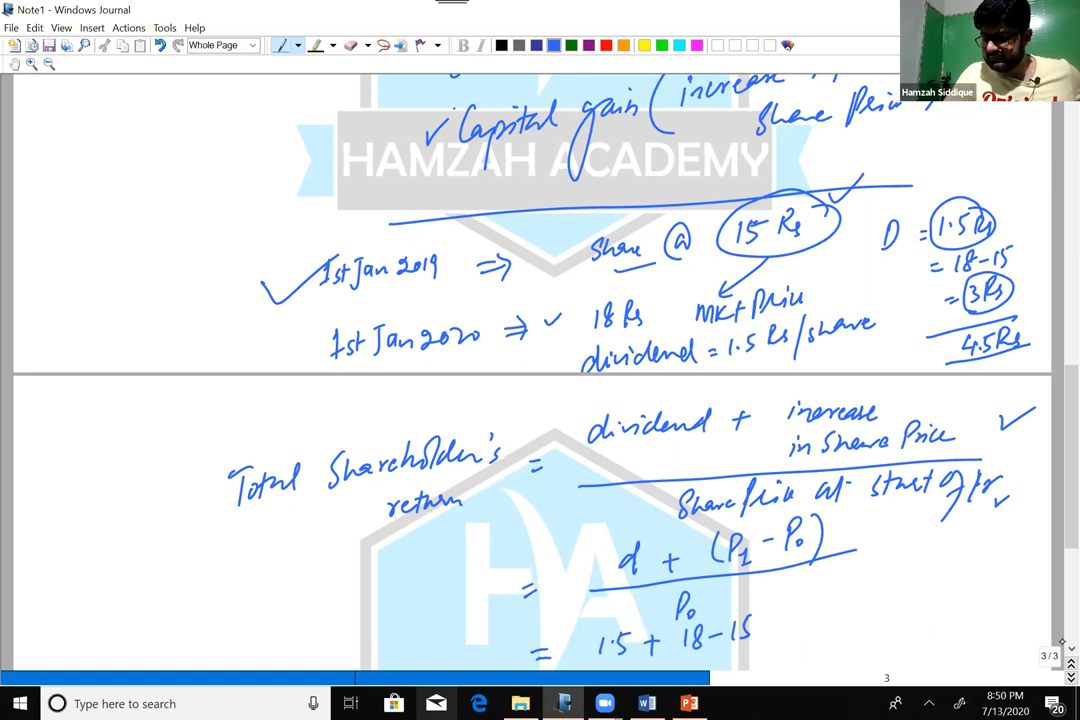 Note1 - Windows Journal
File Edit View Insert Actions Tools Help
Whole Page
B I
Hamzah Siddique
✓ Capital gain (increase
Share Price
HAMZAH ACADEMY
1st Jan 2019 ⇒ Share @ 15 Rs
D = 1.5 Rs
= 18-15
= 3 Rs
4.5 Rs
1st Jan 2020 ⇒ ✓ 18 Rs MKt Price
dividend = 1.5 Rs/share
Total Shareholder's return = dividend + increase in Share Price
Share Price at start of yr
= d + (P1 - P0)
P0
= 1.5 + 18-15
HA
3/3
3
Type here to search
8:50 PM
7/13/2020
20